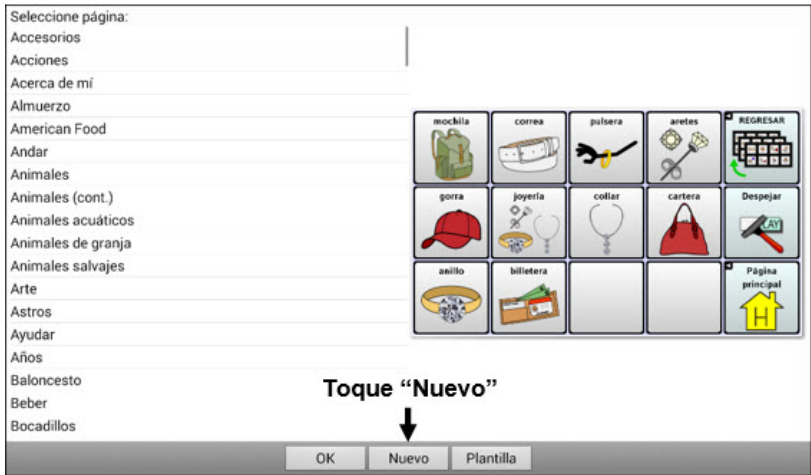 Seleccione página:
Accesorios
Acciones
Acerca de mí
Almuerzo
American Food
Andar
Animales
Animales (cont.)
Animales acuáticos
Animales de granja
Animales salvajes
Arte
Astros
Ayudar
Años
Baloncesto
Beber
Bocadillos
mochila
correa
pulsera
aretes
REGRESAR
gorra
joyería
collar
cartera
Despejar
LAY
anillo
billetera
Página
principal
H
Toque “Nuevo”
OK
Nuevo
Plantilla